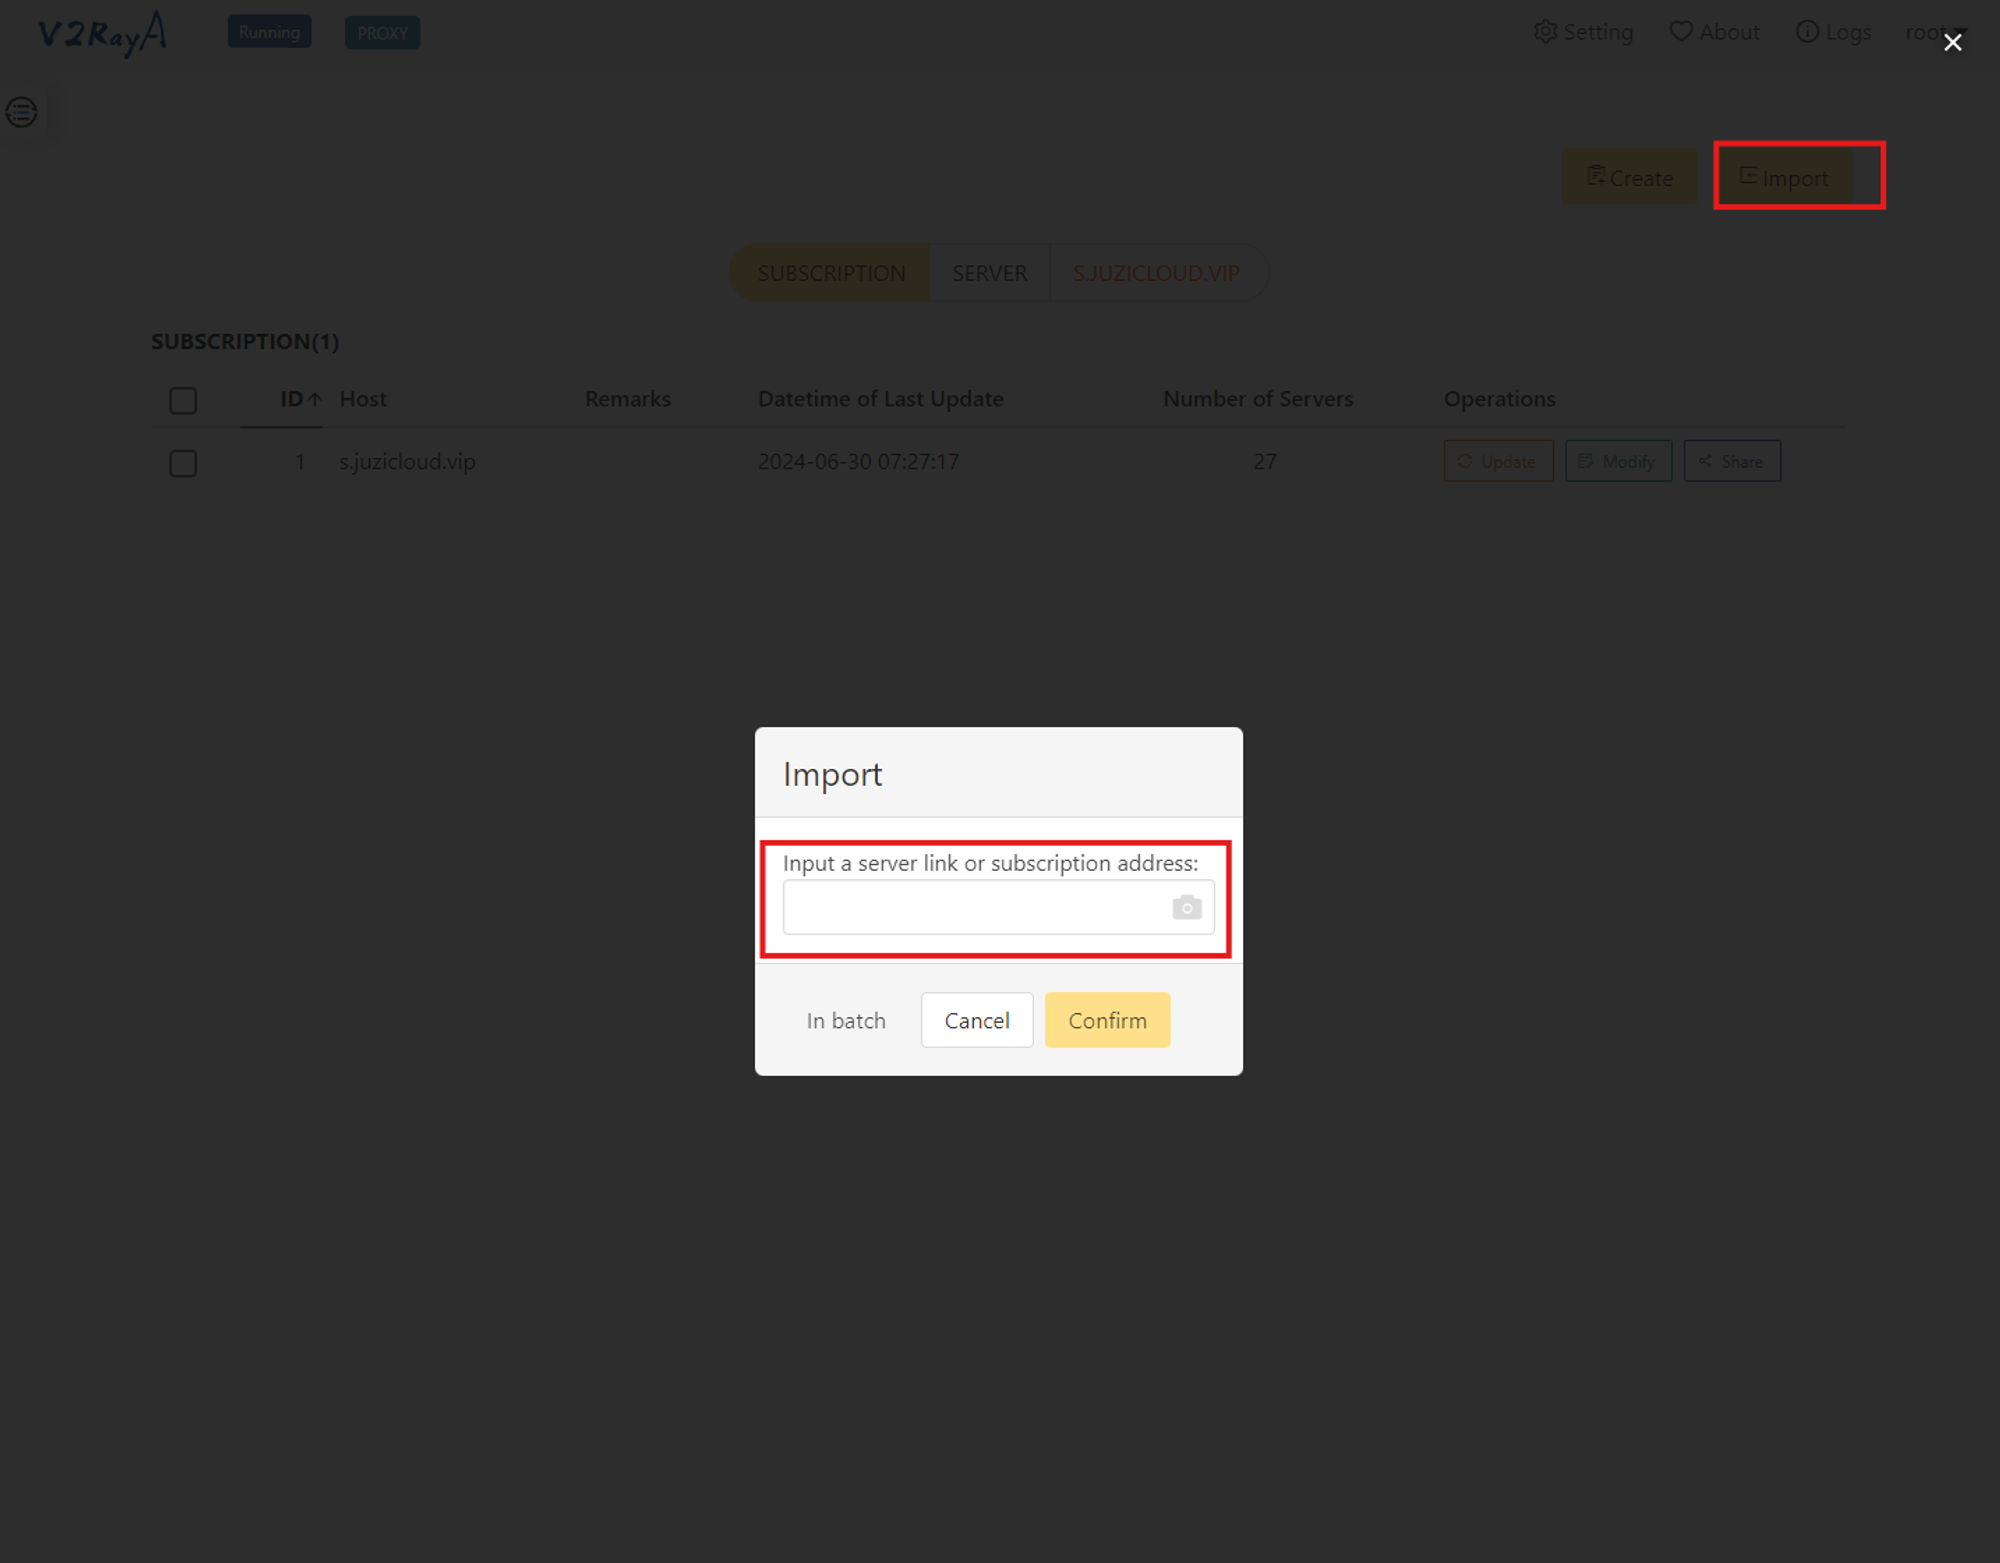 V2RayA
Running
PROXY
Setting
About
Logs
root
Create
Import
SUBSCRIPTION
SERVER
S.JUZICLOUD.VIP
SUBSCRIPTION(1)
ID Host Remarks Datetime of Last Update Number of Servers Operations
1 s.juzicloud.vip 2024-06-30 07:27:17 27 Update Modify Share
Import
Input a server link or subscription address:
In batch
Cancel
Confirm